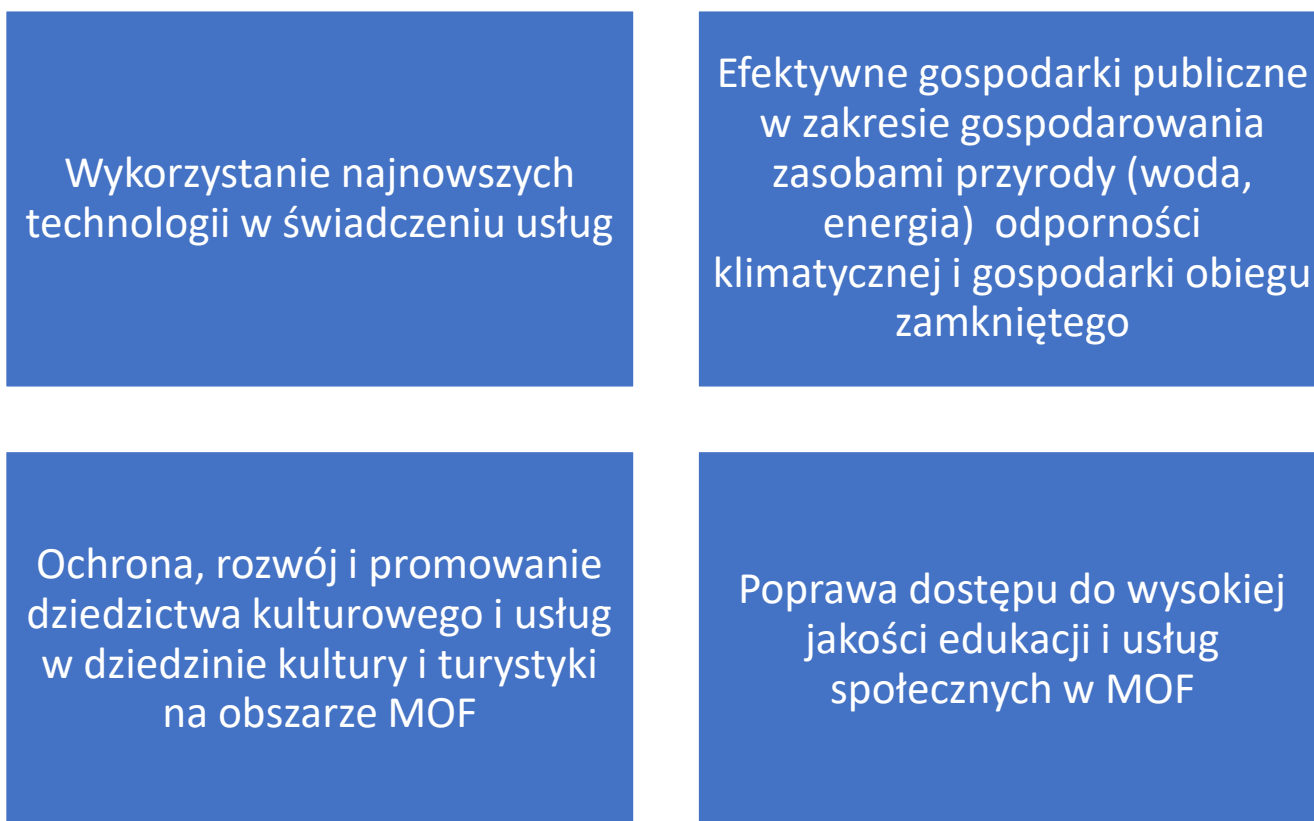 Wykorzystanie najnowszych
technologii w świadczeniu usług
Efektywne gospodarki publiczne
w zakresie gospodarowania
zasobami przyrody (woda,
energia)  odporności
klimatycznej i gospodarki obiegu
zamkniętego
Ochrona, rozwój i promowanie
dziedzictwa kulturowego i usług
w dziedzinie kultury i turystyki
na obszarze MOF
Poprawa dostępu do wysokiej
jakości edukacji i usług
społecznych w MOF